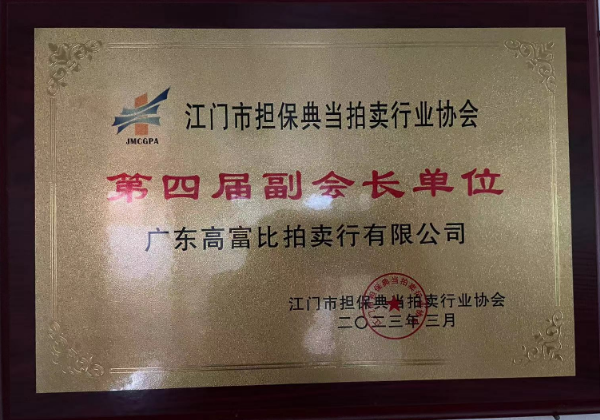 JMCGPA
江门市担保典当拍卖行业协会
第四届副会长单位
广东高富比拍卖行有限公司
江门市担保典当拍卖行业协会
二〇二三年三月